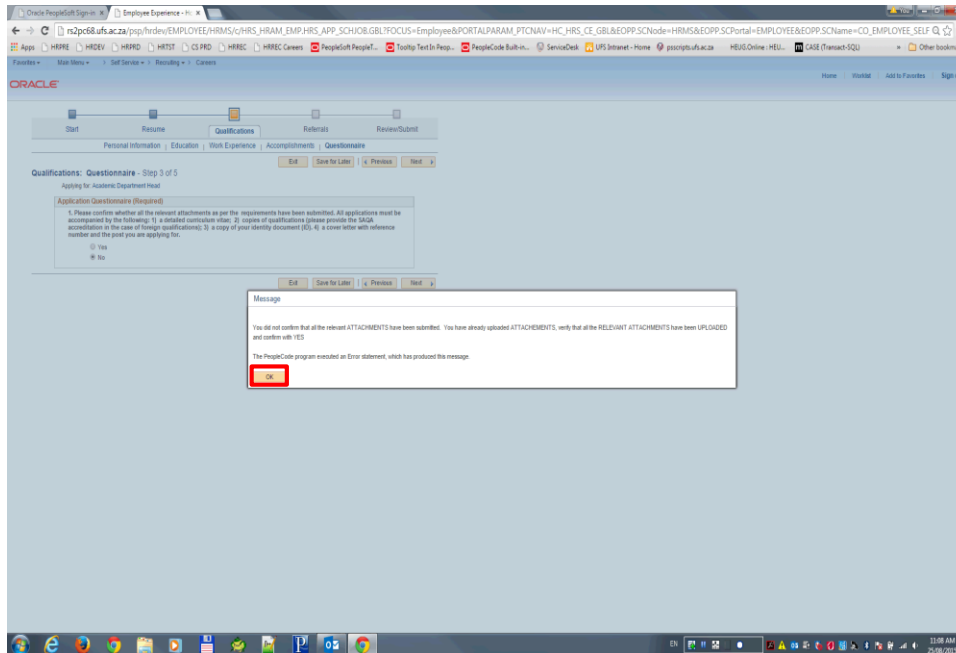 Oracle PeopleSoft Sign-in
Employee Experience - Ho
rs2pc68.ufs.ac.za/psp/hrdev/EMPLOYEE/HRMS/c/HRS_HRAM_EMP.HRS_APP_SCHJOB.GBL?FOCUS=Employee&PORTALPARAM_PTCNAV=HC_HRS_CE_GBL&EOPP.SCNode=HRMS&EOPP.SCPortal=EMPLOYEE&EOPP.SCName=CO_EMPLOYEE_SELF
Apps HRPRE HRDEV HRPRD HRTST CS PRD HRREC HRREC Careers PeopleSoft PeopleT... Tooltip Text In Peop... PeopleCode Built-in... ServiceDesk UFS Intranet - Home psscripts.ufs.ac.za HEUG.Online : HEU... CASE (Transact-SQL) » Other bookma
Favorites Main Menu > Self Service > Recruiting > Careers
Home Worklist Add to Favorites Sign
ORACLE
Start Resume Qualifications Referrals Review/Submit
Personal Information | Education | Work Experience | Accomplishments | Questionnaire
Exit Save for Later | Previous Next
Qualifications: Questionnaire - Step 3 of 5
Applying for: Academic Department Head
Application Questionnaire (Required)
1. Please confirm whether all the relevant attachments as per the requirements have been submitted. All applications must be
accompanied by the following: 1) a detailed curriculum vitae; 2) copies of qualifications (please provide the SAQA
accreditation in the case of foreign qualifications); 3) a copy of your identity document (ID), 4) a cover letter with reference
number and the post you are applying for.
Yes
No
Exit Save for Later | Previous Next
Message
You did not confirm that all the relevant ATTACHMENTS have been submitted. You have already uploaded ATTACHEMENTS, verify that all the RELEVANT ATTACHMENTS have been UPLOADED
and confirm with YES
The PeopleCode program executed an Error statement, which has produced this message.
OK
EN
11:08 AM
25/08/2015